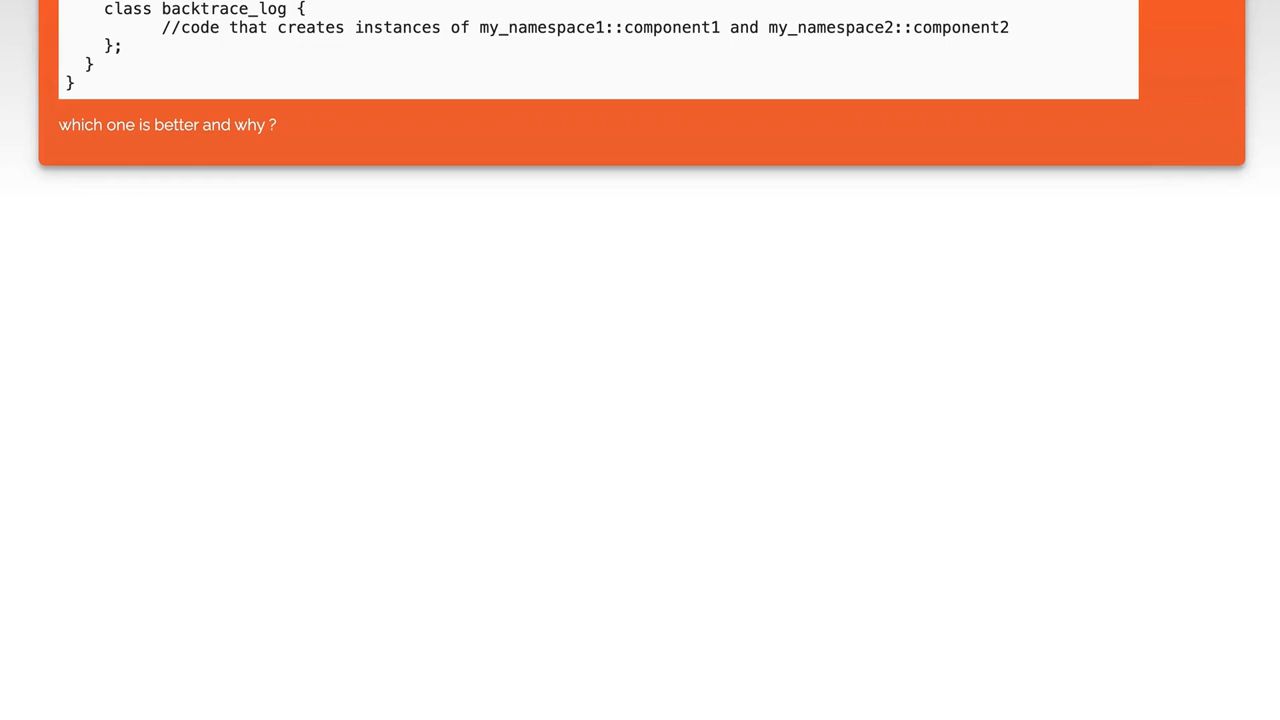 class backtrace_log {
//code that creates instances of my_namespace1::component1 and my_namespace2::component2
};
}
}
which one is better and why ?